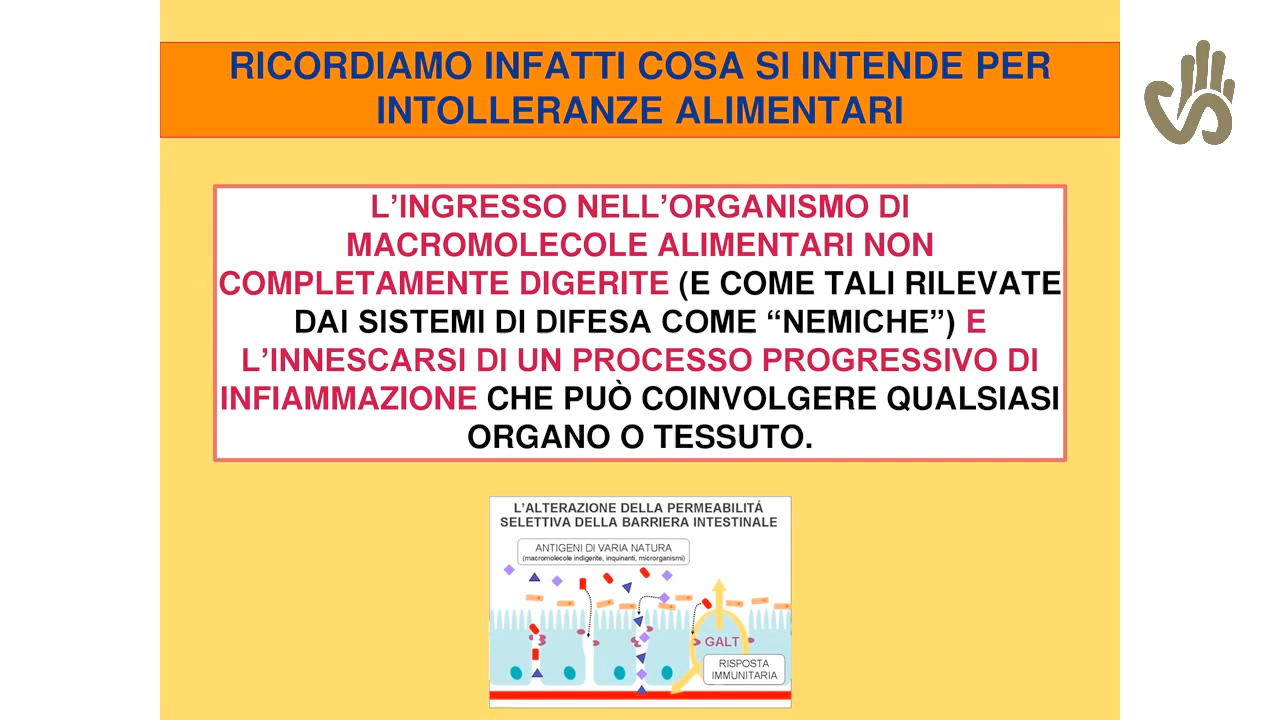 RICORDIAMO INFATTI COSA SI INTENDE PER
INTOLLERANZE ALIMENTARI
L’INGRESSO NELL’ORGANISMO DI
MACROMOLECOLE ALIMENTARI NON
COMPLETAMENTE DIGERITE (E COME TALI RILEVATE
DAI SISTEMI DI DIFESA COME “NEMICHE”) E
L’INNESCARSI DI UN PROCESSO PROGRESSIVO DI
INFIAMMAZIONE CHE PUÒ COINVOLGERE QUALSIASI
ORGANO O TESSUTO.
L’ALTERAZIONE DELLA PERMEABILITÁ
SELETTIVA DELLA BARRIERA INTESTINALE
ANTIGENI DI VARIA NATURA
(macromolecole indigerite, inquinanti, microrganismi)
GALT
RISPOSTA
IMMUNITARIA